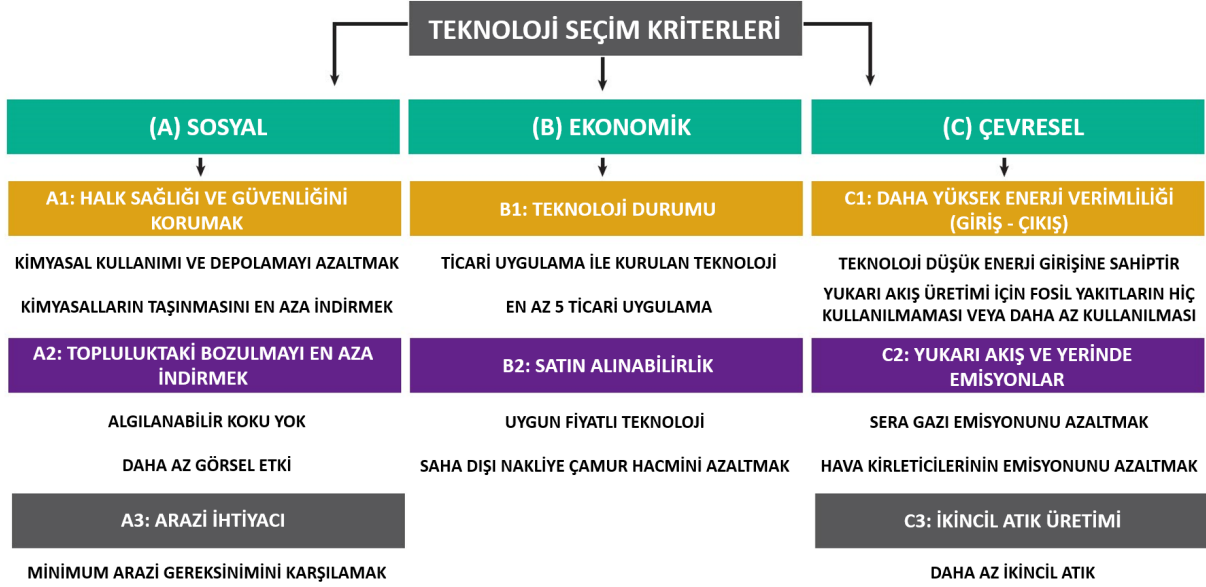 TEKNOLOJİ SEÇİM KRİTERLERİ
(A) SOSYAL
A1: HALK SAĞLIĞI VE GÜVENLİĞİNİ
KORUMAK
KİMYASAL KULLANIMI VE DEPOLAMAYI AZALTMAK
KİMYASALLARIN TAŞINMASINI EN AZA İNDİRMEK
A2: TOPLULUKTAKİ BOZULMAYI EN AZA
İNDİRMEK
ALGILANABİLİR KOKU YOK
DAHA AZ GÖRSEL ETKİ
A3: ARAZİ İHTİYACI
MİNİMUM ARAZİ GEREKSİNİMİNİ KARŞILAMAK
(B) EKONOMİK
B1: TEKNOLOJİ DURUMU
TİCARİ UYGULAMA İLE KURULAN TEKNOLOJİ
EN AZ 5 TİCARİ UYGULAMA
B2: SATIN ALINABİLİRLİK
UYGUN FİYATLI TEKNOLOJİ
SAHA DIŞI NAKLİYE ÇAMUR HACMİNİ AZALTMAK
(C) ÇEVRESEL
C1: DAHA YÜKSEK ENERJİ VERİMLİLİĞİ
(GİRİŞ - ÇIKIŞ)
TEKNOLOJİ DÜŞÜK ENERJİ GİRİŞİNE SAHİPTİR
YUKARI AKIŞ ÜRETİMİ İÇİN FOSİL YAKITLARIN HİÇ
KULLANILMAMASI VEYA DAHA AZ KULLANILMASI
C2: YUKARI AKIŞ VE YERİNDE
EMİSYONLAR
SERA GAZI EMİSYONUNU AZALTMAK
HAVA KİRLETİCİLERİNİN EMİSYONUNU AZALTMAK
C3: İKİNCİL ATIK ÜRETİMİ
DAHA AZ İKİNCİL ATIK